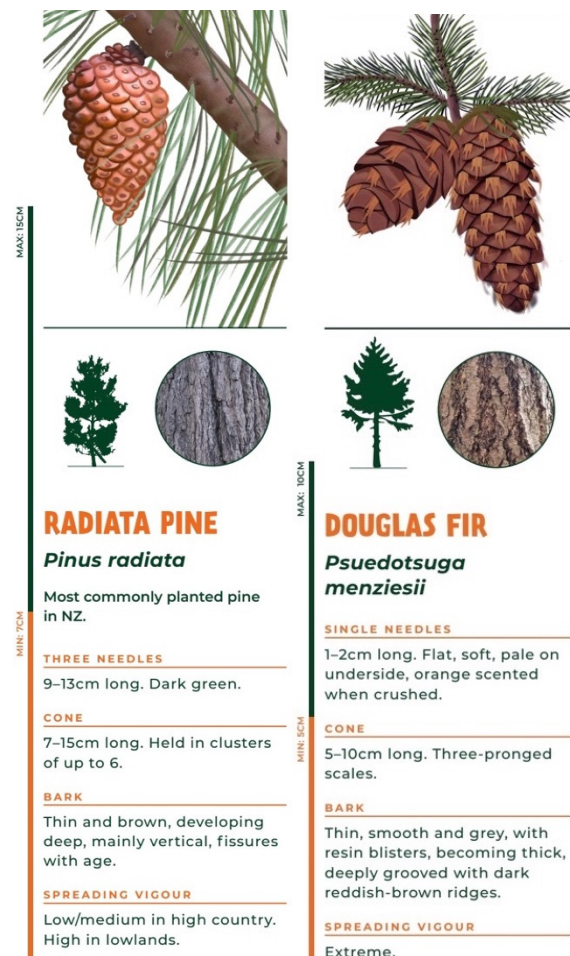 MAX: 15CM
MIN: 7CM
RADIATA PINE
Pinus radiata
Most commonly planted pine
in NZ.
THREE NEEDLES
9–13cm long. Dark green.
CONE
7–15cm long. Held in clusters
of up to 6.
BARK
Thin and brown, developing
deep, mainly vertical, fissures
with age.
SPREADING VIGOUR
Low/medium in high country.
High in lowlands.
MAX: 10CM
MIN: 5CM
DOUGLAS FIR
Psuedotsuga
menziesii
SINGLE NEEDLES
1–2cm long. Flat, soft, pale on
underside, orange scented
when crushed.
CONE
5–10cm long. Three-pronged
scales.
BARK
Thin, smooth and grey, with
resin blisters, becoming thick,
deeply grooved with dark
reddish-brown ridges.
SPREADING VIGOUR
Extreme.